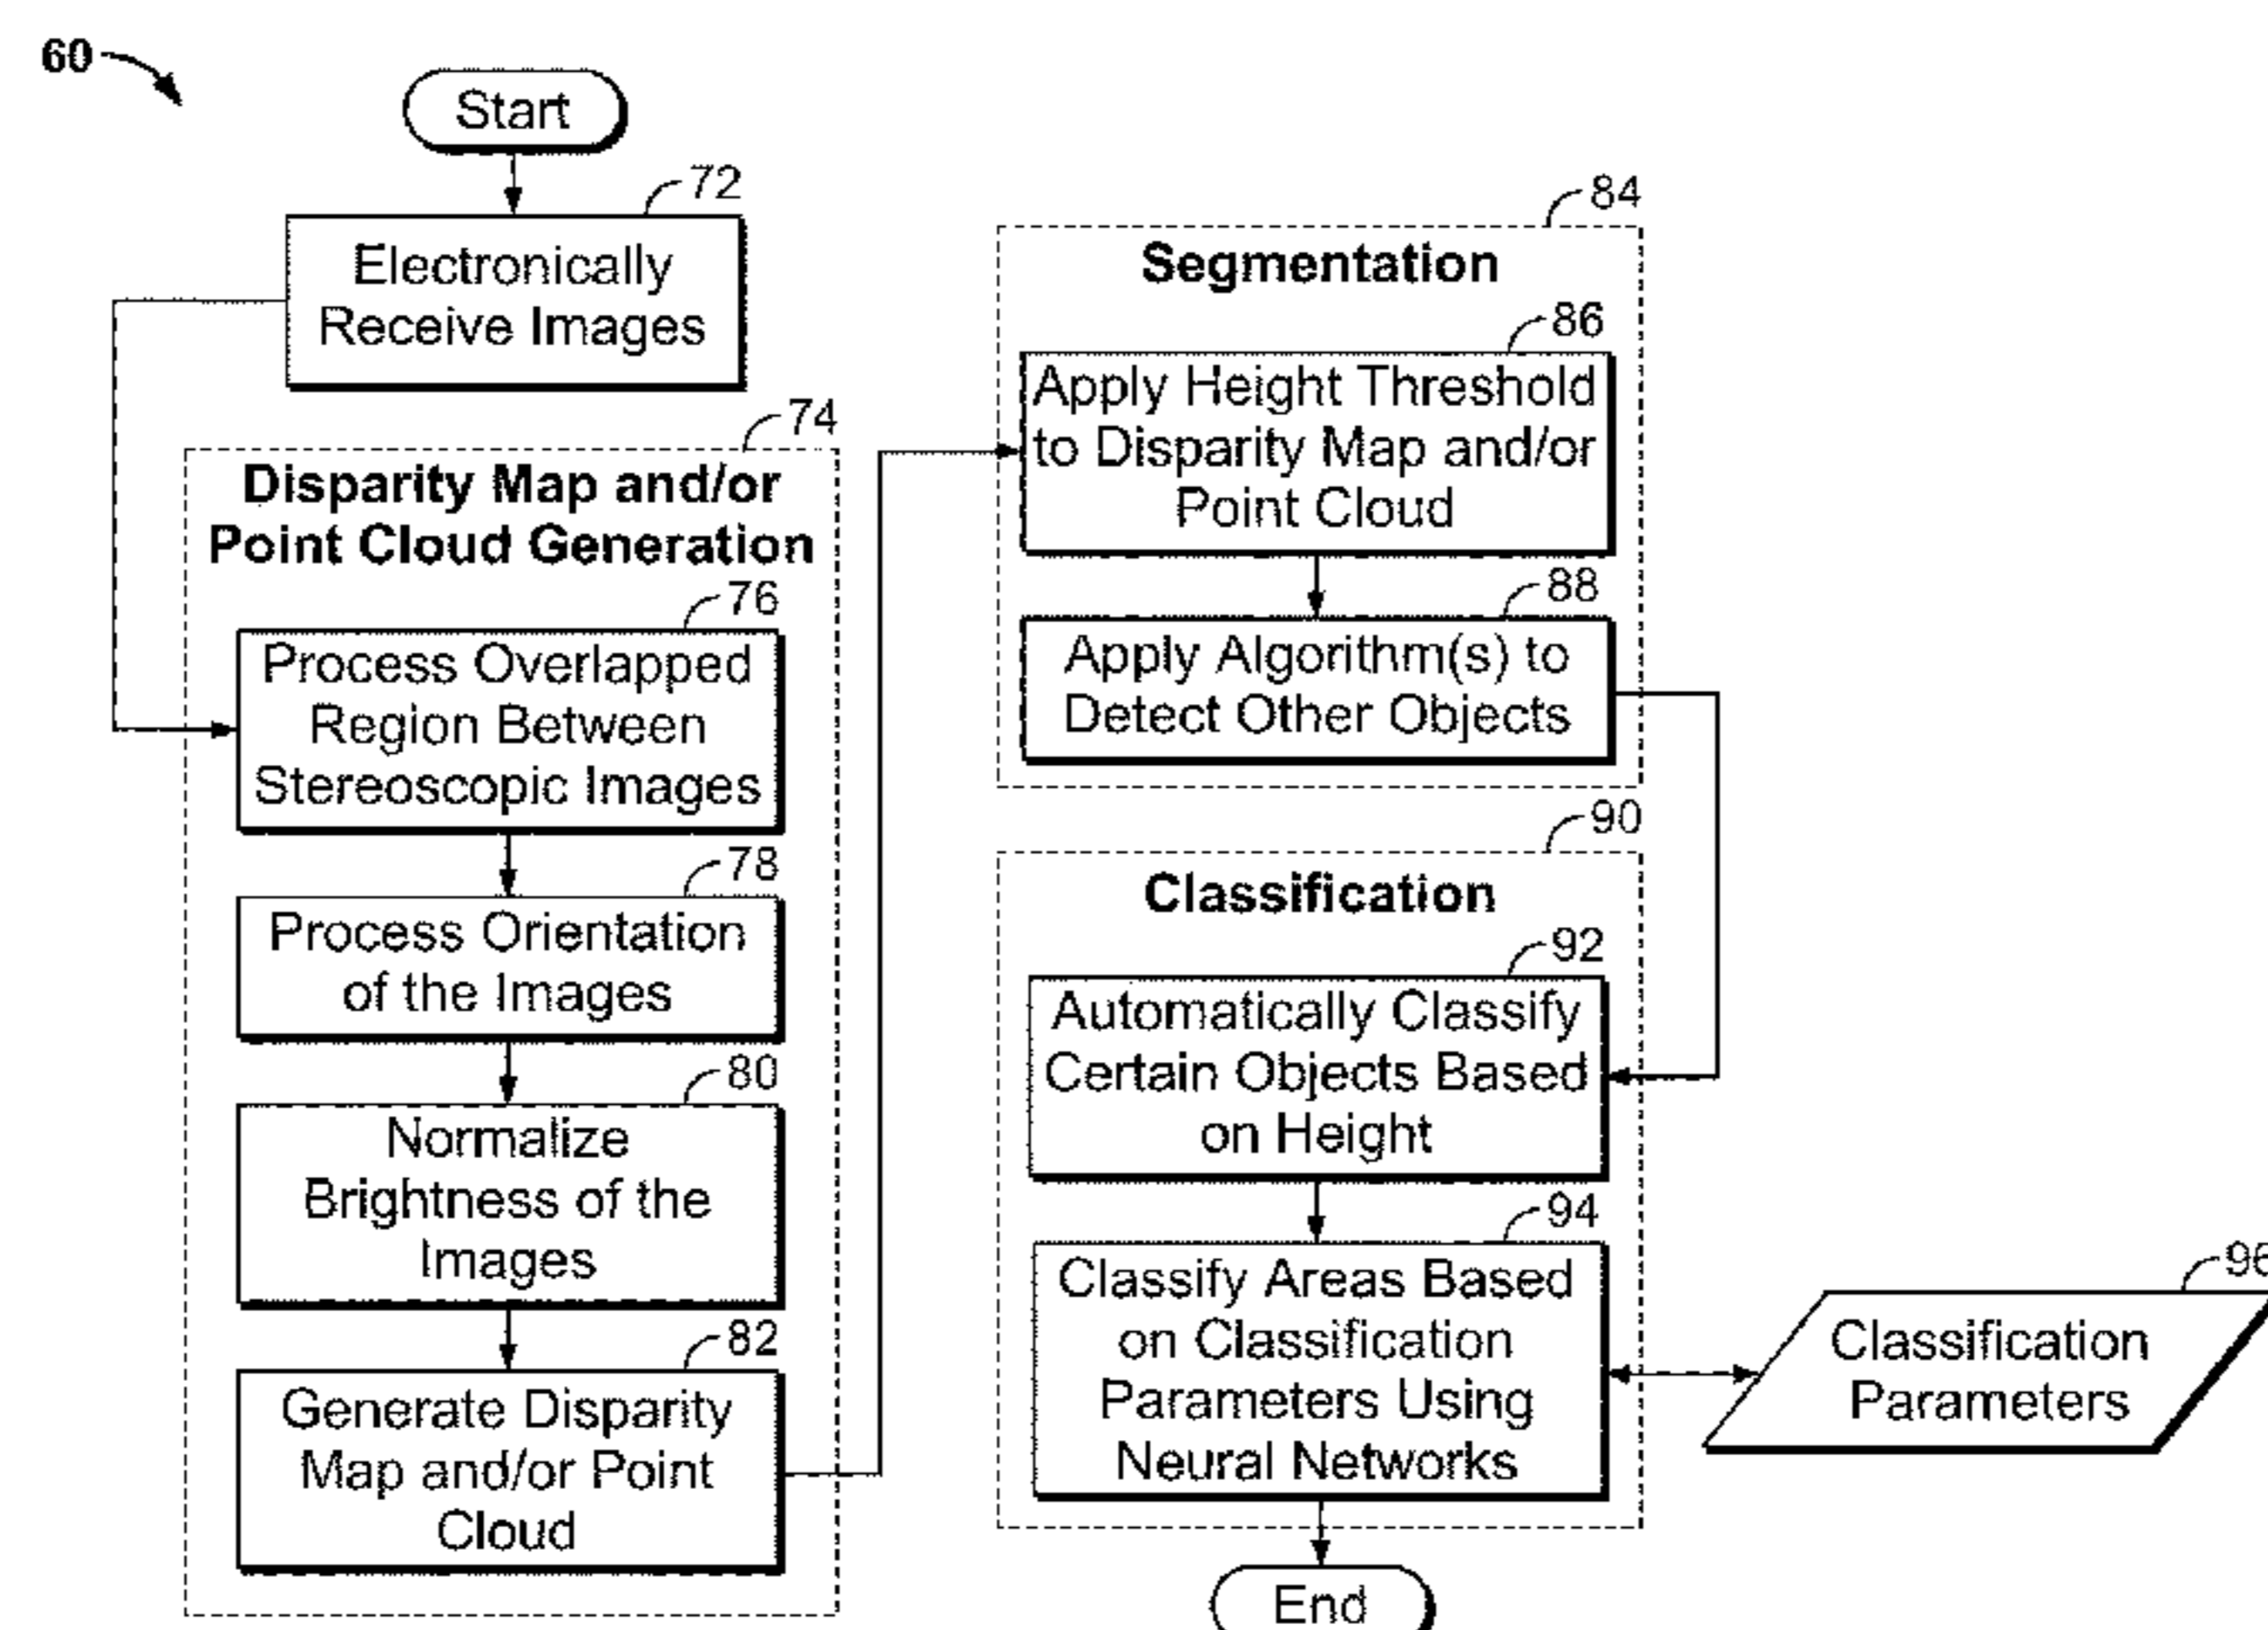 60
Start
72
Electronically
Receive Images
74
Disparity Map and/or
Point Cloud Generation
76
Process Overlapped
Region Between
Stereoscopic Images
78
Process Orientation
of the Images
80
Normalize
Brightness of the
Images
82
Generate Disparity
Map and/or Point
Cloud
84
Segmentation
86
Apply Height Threshold
to Disparity Map and/or
Point Cloud
88
Apply Algorithm(s) to
Detect Other Objects
90
Classification
92
Automatically Classify
Certain Objects Based
on Height
94
Classify Areas Based
on Classification
Parameters Using
Neural Networks
96
Classification
Parameters
End